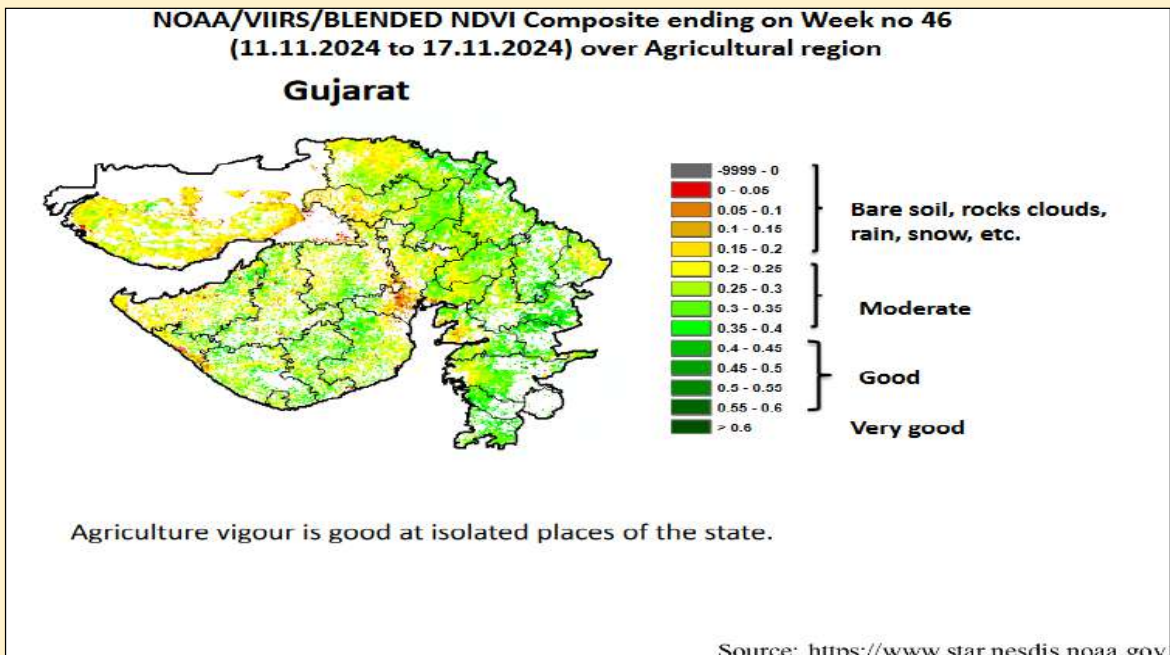 NOAA/VIIRS/BLENDED NDVI Composite ending on Week no 46
(11.11.2024 to 17.11.2024) over Agricultural region
Gujarat
-9999 - 0
0 - 0.05
0.05 - 0.1
0.1 - 0.15
0.15 - 0.2
0.2 - 0.25
0.25 - 0.3
0.3 - 0.35
0.35 - 0.4
0.4 - 0.45
0.45 - 0.5
0.5 - 0.55
0.55 - 0.6
> 0.6
Bare soil, rocks clouds,
rain, snow, etc.
Moderate
Good
Very good
Agriculture vigour is good at isolated places of the state.
Source: https://www.star.nesdis.noaa.gov